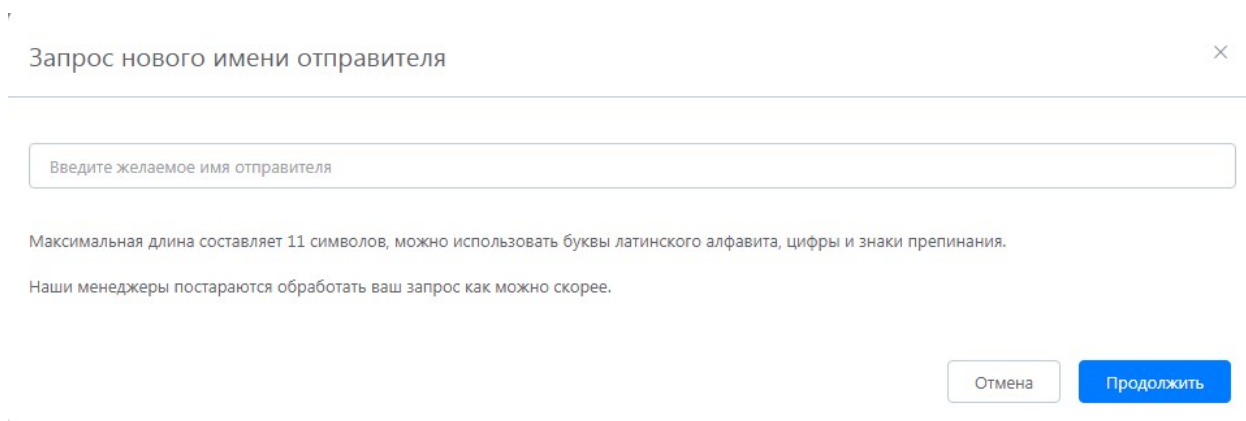 Запрос нового имени отправителя
Введите желаемое имя отправителя
Максимальная длина составляет 11 символов, можно использовать буквы латинского алфавита, цифры и знаки препинания.
Наши менеджеры постараются обработать ваш запрос как можно скорее.
Отмена
Продолжить